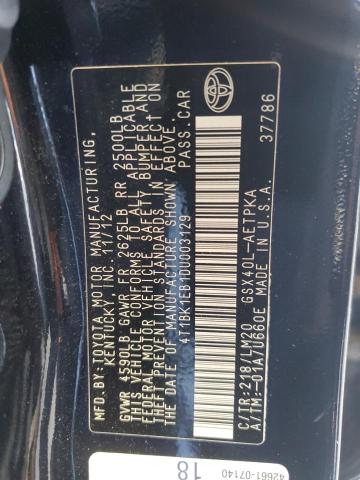 MFD. BY: TOYOTA MOTOR MANUFACTURING,
KENTUCKY, INC. 11/12
GVWR 4590LB GAWR FR 2625LB RR 2500LB
THIS VEHICLE CONFORMS TO ALL APPLICABLE
FEDERAL MOTOR VEHICLE SAFETY, BUMPER, AND
THEFT PREVENTION STANDARDS IN EFFECT ON
THE DATE OF MANUFACTURE SHOWN ABOVE.
4T1BK1EB1DU003129 PASS. CAR
C/TR:218/LM20 GSX40L-AETPKA
A/TM:-01A/U660E MADE IN U.S.A. 37786
42661-07140
18